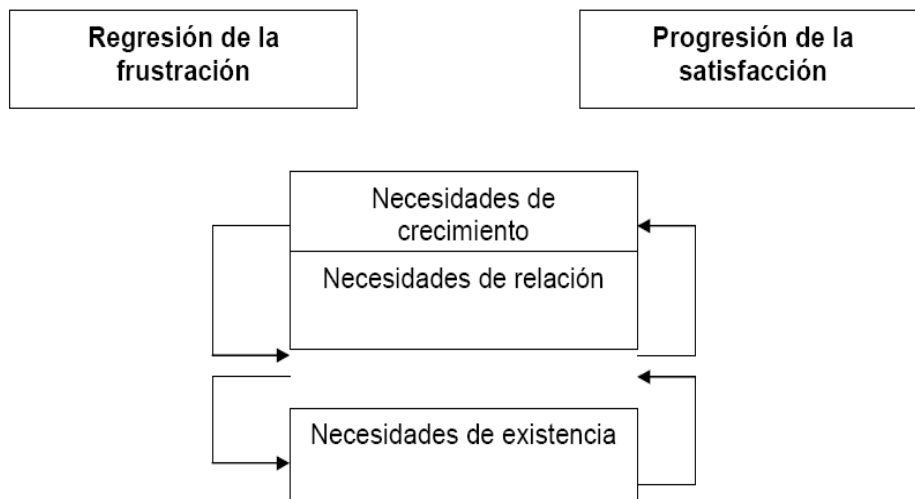 Regresión de la
frustración
Progresión de la
satisfacción
Necesidades de
crecimiento
Necesidades de relación
Necesidades de existencia